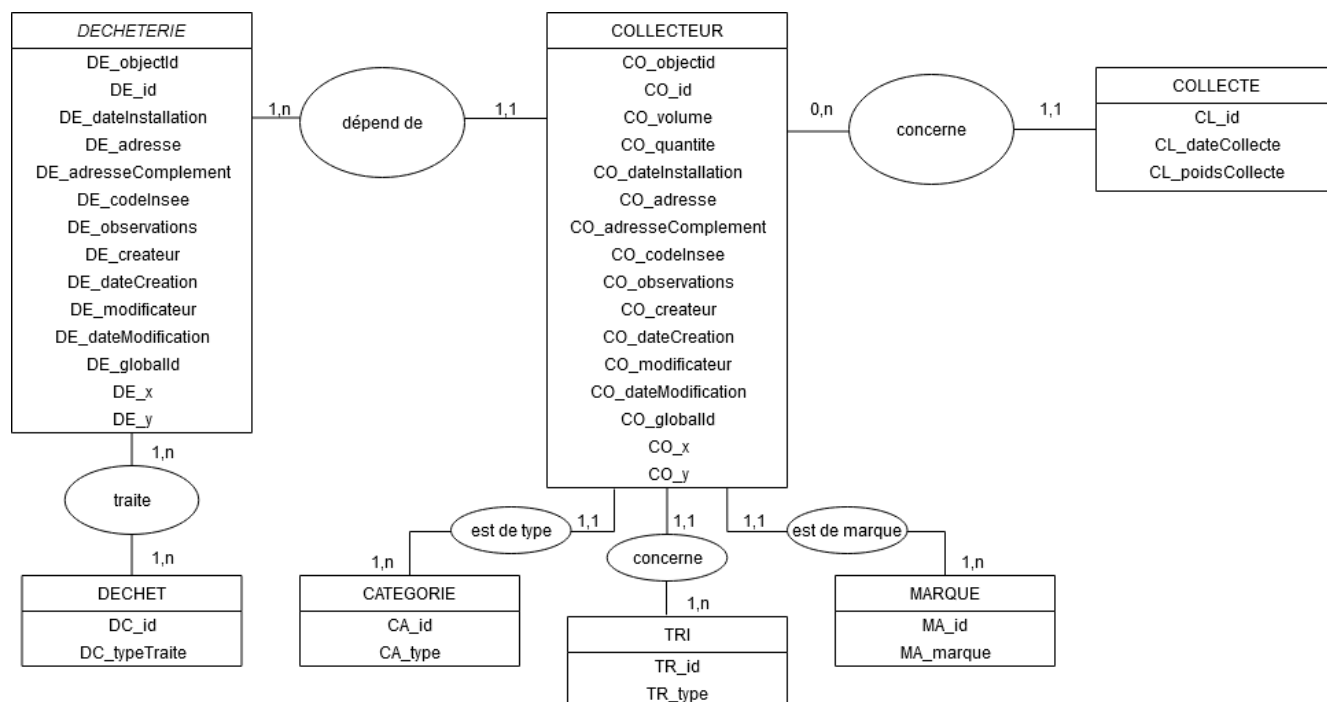 DECHETERIE
DE_objectId
DE_id
DE_dateInstallation
DE_adresse
DE_adresseComplement
DE_codeInsee
DE_observations
DE_createur
DE_dateCreation
DE_modificateur
DE_dateModification
DE_globalId
DE_x
DE_y
1,n
dépend de
1,1
COLLECTEUR
CO_objectid
CO_id
CO_volume
CO_quantite
CO_dateInstallation
CO_adresse
CO_adresseComplement
CO_codeInsee
CO_observations
CO_createur
CO_dateCreation
CO_modificateur
CO_dateModification
CO_globalId
CO_x
CO_y
0,n
concerne
1,1
COLLECTE
CL_id
CL_dateCollecte
CL_poidsCollecte
1,n
traite
1,n
DECHET
DC_id
DC_typeTraite
1,1
est de type
1,n
CATEGORIE
CA_id
CA_type
1,1
concerne
1,n
TRI
TR_id
TR_type
1,1
est de marque
1,n
MARQUE
MA_id
MA_marque